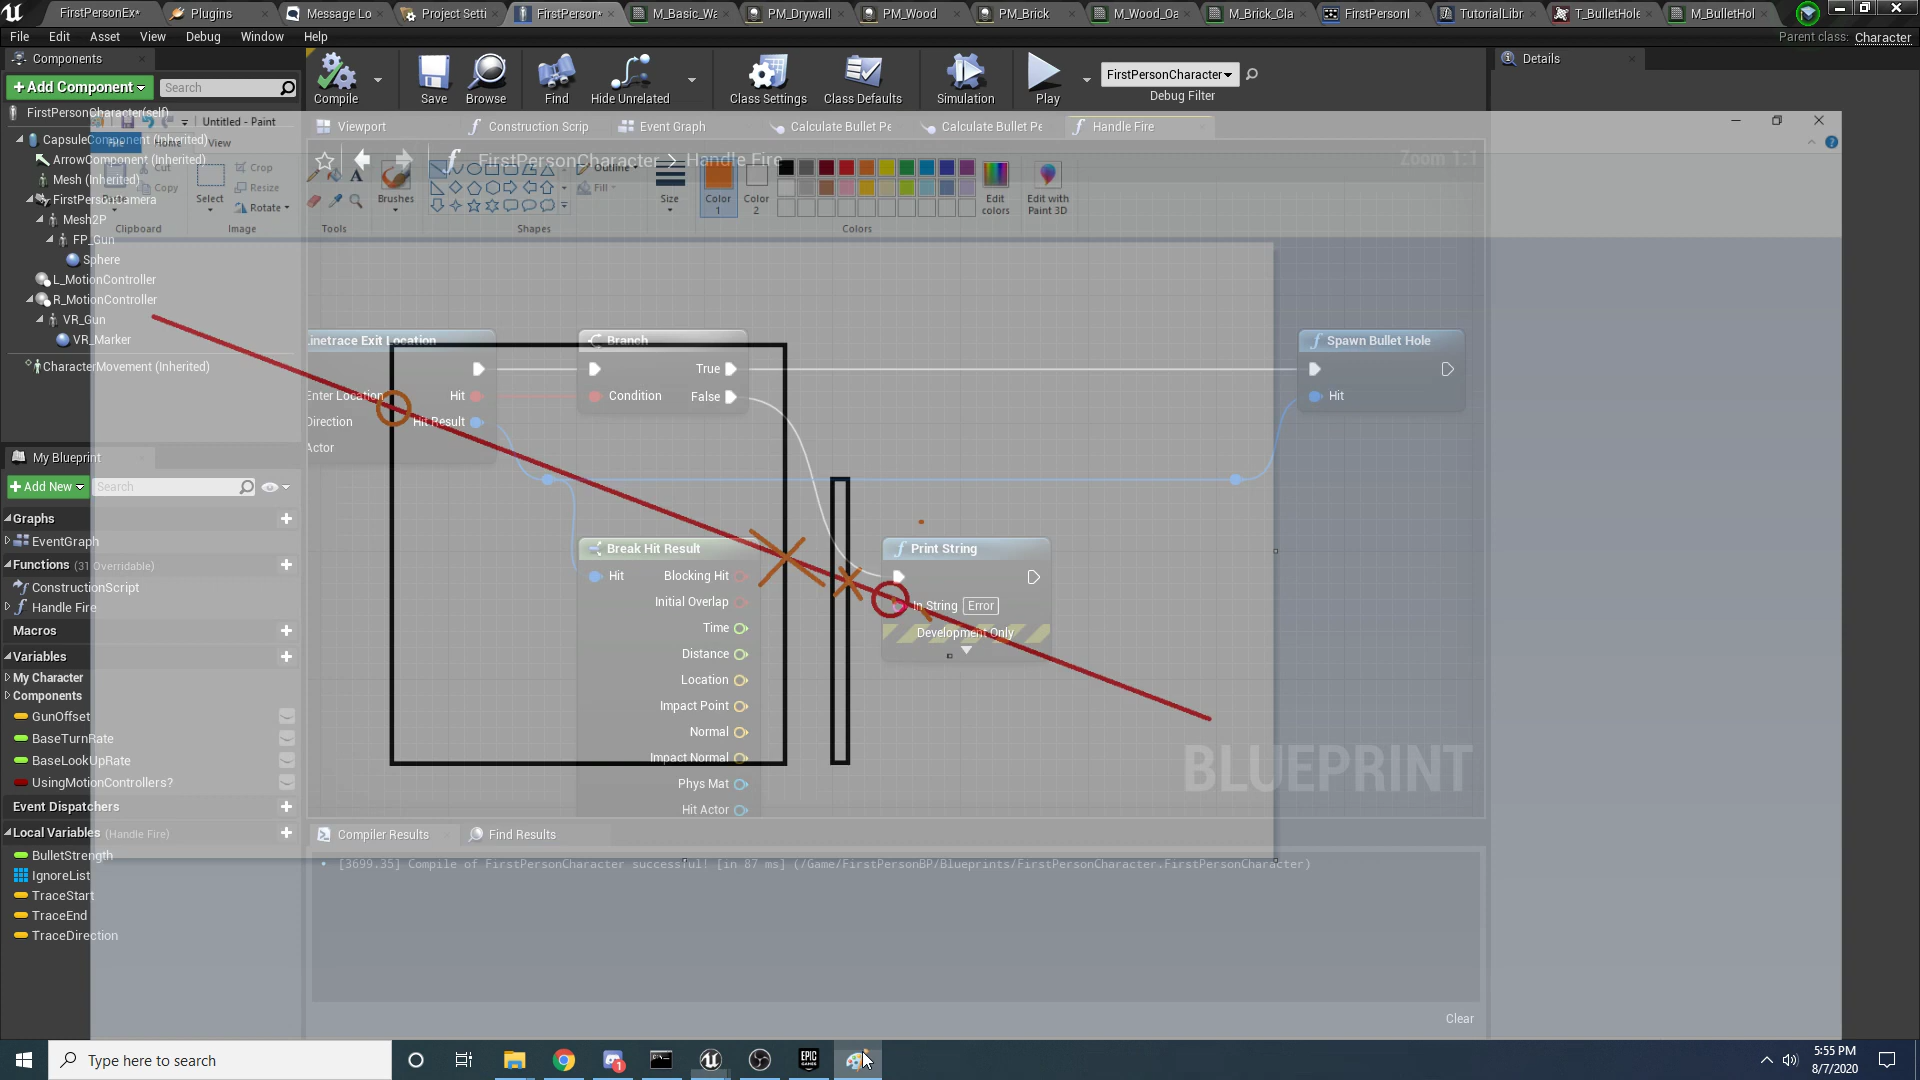 FirstPersonEx*
Plugins
Message Lo
Project Setti
FirstPerson*
M_Basic_Wa
PM_Drywall
PM_Wood
PM_Brick
M_Wood_Oa
M_Brick_Cla
FirstPersonI
TutorialLibr
T_BulletHole
M_BulletHol
File
Edit
Asset
View
Debug
Window
Help
Parent class: Character
Components
+ Add Component
Search
Compile
Save
Browse
Find
Hide Unrelated
Class Settings
Class Defaults
Simulation
Play
FirstPersonCharacter
Debug Filter
Details
FirstPersonCharacter(self)
Untitled - Paint
Viewport
Construction Scrip
Event Graph
Calculate Bullet Pe
Calculate Bullet Pe
Handle Fire
CapsuleComponent (Inherited)
File
Home
View
ArrowComponent (Inherited)
Mesh (Inherited)
FirstPersonCamera
Mesh2P
FP_Gun
Sphere
L_MotionController
R_MotionController
VR_Gun
VR_Marker
CharacterMovement (Inherited)
FirstPersonCharacter > Handle Fire
Zoom 1:1
Cut
Copy
Crop
Resize
Rotate
Select
Brushes
Outline
Fill
Size
Color
1
Color
2
Edit
colors
Edit with
Paint 3D
Clipboard
Image
Tools
Shapes
Colors
Linetrace Exit Location
Enter Location
Hit
Direction
Hit Result
Actor
Branch
True
Condition
False
Spawn Bullet Hole
Hit
Break Hit Result
Hit
Blocking Hit
Initial Overlap
Time
Distance
Location
Impact Point
Normal
Impact Normal
Phys Mat
Hit Actor
Print String
In String Error
Development Only
BLUEPRINT
My Blueprint
+ Add New
Search
Graphs
EventGraph
Functions (31 Overridable)
ConstructionScript
Handle Fire
Macros
Variables
My Character
Components
GunOffset
BaseTurnRate
BaseLookUpRate
UsingMotionControllers?
Event Dispatchers
Local Variables (Handle Fire)
BulletStrength
IgnoreList
TraceStart
TraceEnd
TraceDirection
Compiler Results
Find Results
• [3699.35] Compile of FirstPersonCharacter successful! [in 87 ms] (/Game/FirstPersonBP/Blueprints/FirstPersonCharacter.FirstPersonCharacter)
Clear
Type here to search
1
EPIC
GAMES
5:55 PM
8/7/2020